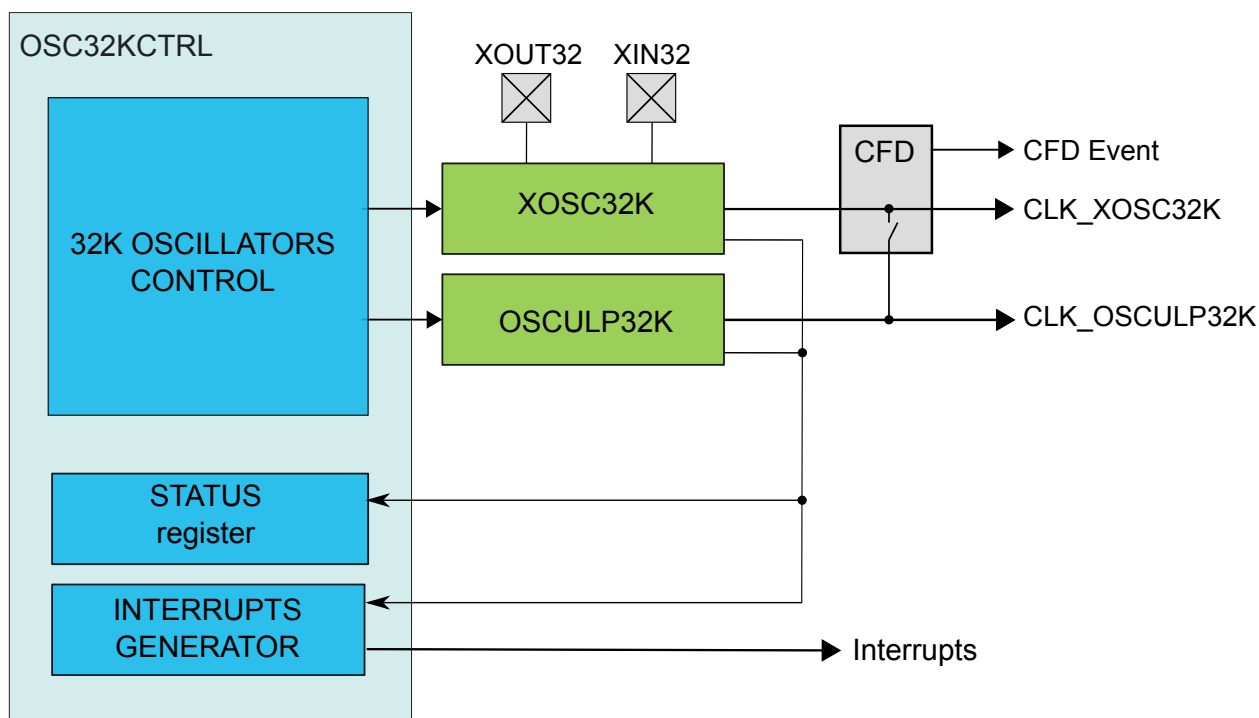 OSC32KCTRL
XOUT32
XIN32
CFD
CFD Event
XOSC32K
CLK_XOSC32K
32K OSCILLATORS
CONTROL
OSCULP32K
CLK_OSCULP32K
STATUS
register
INTERRUPTS
GENERATOR
Interrupts